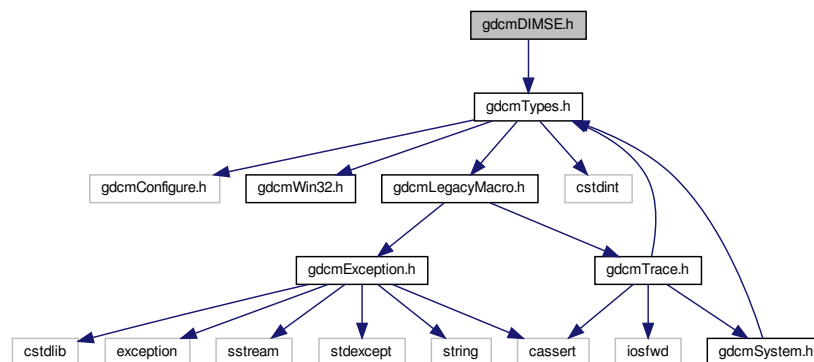 gdcmDIMSE.h
gdcmTypes.h
gdcmConfigure.h
gdcmWin32.h
gdcmLegacyMacro.h
cstdint
gdcmException.h
gdcmTrace.h
cstdlib
exception
sstream
stdexcept
string
cassert
iosfwd
gdcmSystem.h